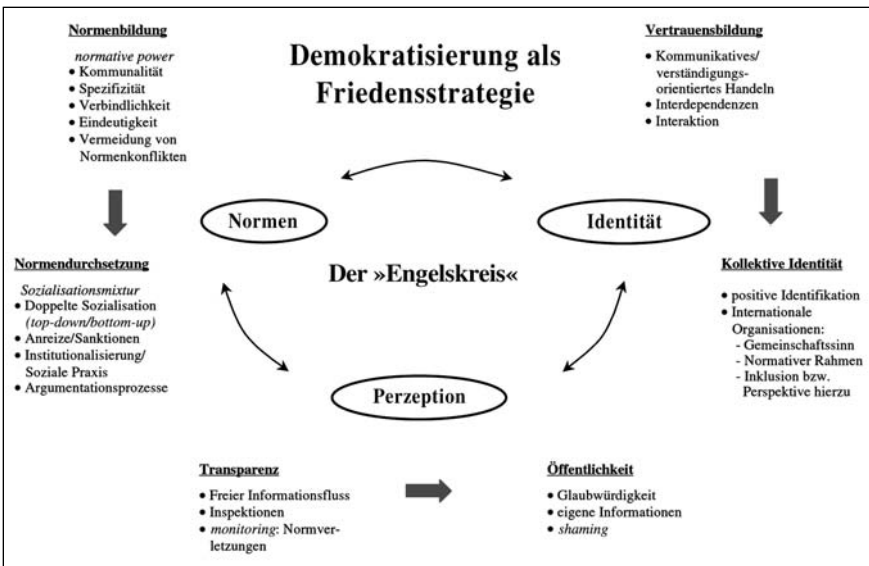 Demokratisierung als
Friedensstrategie
Normenbildung
normative power
• Kommunalität
• Spezifizität
• Verbindlichkeit
• Eindeutigkeit
• Vermeidung von
Normenkonflikten
Vertrauensbildung
• Kommunikatives/
verständigungs-
orientiertes Handeln
• Interdependenzen
• Interaktion
Normen
Identität
Der »Engelskreis«
Normendurchsetzung
Sozialisationsmixtur
• Doppelte Sozialisation
(top-down/bottom-up)
• Anreize/Sanktionen
• Institutionalisierung/
Soziale Praxis
• Argumentationsprozesse
Kollektive Identität
• positive Identifikation
• Internationale
Organisationen:
- Gemeinschaftssinn
- Normativer Rahmen
- Inklusion bzw.
Perspektive hierzu
Perzeption
Transparenz
• Freier Informationsfluss
• Inspektionen
• monitoring: Normver-
letzungen
Öffentlichkeit
• Glaubwürdigkeit
• eigene Informationen
• shaming